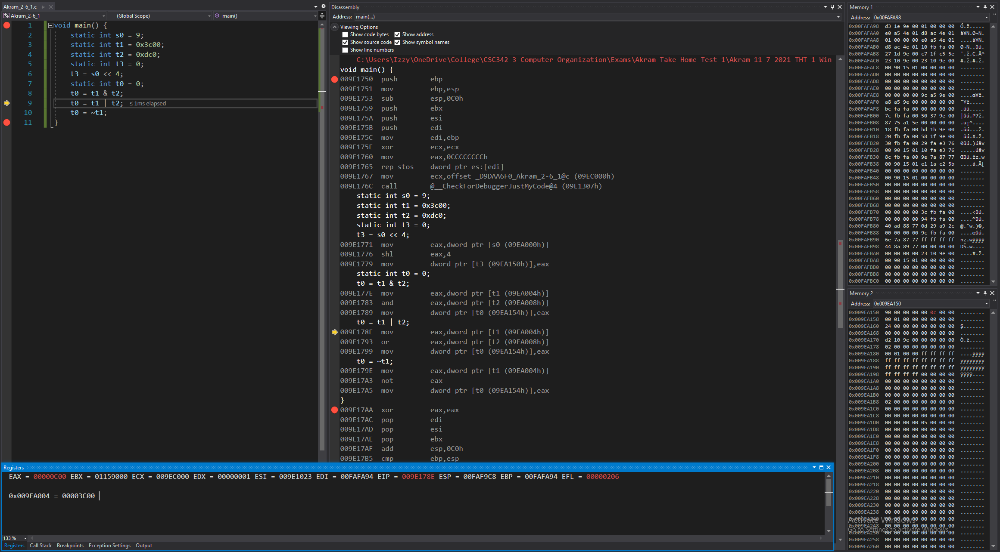 Akram_2-6_1.c
Akram_2-6_1 (Global Scope) main()
1 void main() {
2 static int s0 = 9;
3 static int t1 = 0x3c00;
4 static int t2 = 0xdc0;
5 static int t3 = 0;
6 t3 = s0 << 4;
7 static int t0 = 0;
8 t0 = t1 & t2;
9 t0 = t1 | t2; ≤ 1ms elapsed
10 t0 = ~t1;
11 }
Disassembly
Address: main(...)
Viewing Options
Show code bytes Show address
Show source code Show symbol names
Show line numbers
--- C:\Users\Izzy\OneDrive\College\CSC342_3 Computer Organization\Exams\Akram_Take_Home_Test_1\Akram_11_7_2021_THT_1_Win-
void main() {
009E1750 push ebp
009E1751 mov ebp,esp
009E1753 sub esp,0C0h
009E1759 push ebx
009E175A push esi
009E175B push edi
009E175C mov edi,ebp
009E175E xor ecx,ecx
009E1760 mov eax,0CCCCCCCCh
009E1765 rep stos dword ptr es:[edi]
009E1767 mov ecx,offset _D9DAA6F0_Akram_2-6_1@c (09EC000h)
009E176C call @__CheckForDebuggerJustMyCode@4 (09E1307h)
static int s0 = 9;
static int t1 = 0x3c00;
static int t2 = 0xdc0;
static int t3 = 0;
t3 = s0 << 4;
009E1771 mov eax,dword ptr [s0 (09EA000h)]
009E1776 shl eax,4
009E1779 mov dword ptr [t3 (09EA150h)],eax
static int t0 = 0;
t0 = t1 & t2;
009E177E mov eax,dword ptr [t1 (09EA004h)]
009E1783 and eax,dword ptr [t2 (09EA008h)]
009E1789 mov dword ptr [t0 (09EA154h)],eax
t0 = t1 | t2;
009E178E mov eax,dword ptr [t1 (09EA004h)]
009E1793 or eax,dword ptr [t2 (09EA008h)]
009E1799 mov dword ptr [t0 (09EA154h)],eax
t0 = ~t1;
009E179E mov eax,dword ptr [t1 (09EA004h)]
009E17A3 not eax
009E17A5 mov dword ptr [t0 (09EA154h)],eax
}
009E17AA xor eax,eax
009E17AC pop edi
009E17AD pop esi
009E17AE pop ebx
009E17AF add esp,0C0h
009E17B5 cmp ebp,esp
Memory 1
Address: 0x00FAFA98
0x00FAFA98 d3 1e 9e 00 01 00 00 00 Ó.ž.....
0x00FAFAA0 e0 a5 4e 01 d8 ac 4e 01 à¥N.Ø¬N.
0x00FAFAA8 01 00 00 00 e0 a5 4e 01 ....à¥N.
0x00FAFAB0 d8 ac 4e 01 10 fb fa 00 Ø¬N..ûú.
0x00FAFAB8 27 1d 9e 00 c7 1f c5 5e '.ž.Ç.Å^
0x00FAFAC0 23 10 9e 00 23 10 9e 00 #.ž.#.ž.
0x00FAFAC8 00 90 15 01 00 00 00 00 ........
0x00FAFAD0 00 00 00 00 00 00 00 00 ........
0x00FAFAD8 00 00 00 00 00 00 00 00 ........
0x00FAFAE0 00 00 00 00 00 00 00 00 ........
0x00FAFAE8 00 00 00 00 9c a5 9e 00 ....œ¥ž.
0x00FAFAF0 a8 a5 9e 00 00 00 00 00 ¨¥ž.....
0x00FAFAF8 bc fa fa 00 00 00 00 00 .úú.....
0x00FAFB00 7c fb fa 00 50 37 9e 00 |ûú.P7ž.
0x00FAFB08 87 75 a1 5e 00 00 00 00 .u¡^....
0x00FAFB10 18 fb fa 00 bd 1b 9e 00 .ûú...ž.
0x00FAFB18 20 fb fa 00 58 1f 9e 00 ûú.X.ž.
0x00FAFB20 30 fb fa 00 29 fa e3 76 0ûú.)úãv
0x00FAFB28 00 90 15 01 10 fa e3 76 .....úãv
0x00FAFB30 8c fb fa 00 9e 7a 87 77 Œûú.žz.w
0x00FAFB38 00 90 15 01 e1 1a c2 5b ....á.Â[
0x00FAFB40 00 00 00 00 00 00 00 00 ........
0x00FAFB48 00 90 15 01 00 00 00 00 ........
0x00FAFB50 00 00 00 00 00 00 00 00 ........
0x00FAFB58 00 00 00 00 00 00 00 00 ........
0x00FAFB60 00 00 00 00 00 00 00 00 ........
0x00FAFB68 00 00 00 00 00 00 00 00 ........
0x00FAFB70 00 00 00 00 3c fb fa 00 ....<ûú.
0x00FAFB78 00 00 00 00 94 fb fa 00 ....”ûú.
0x00FAFB80 40 ad 88 77 0d 29 a9 2c @.ˆw.)©,
0x00FAFB88 00 00 00 00 9c fb fa 00 ....œûú.
0x00FAFB90 6e 7a 87 77 ff ff ff ff nz.wÿÿÿÿ
0x00FAFB98 44 8a 89 77 00 00 00 00 DŠ.w....
0x00FAFBA0 00 00 00 00 23 10 9e 00 ....#.ž.
0x00FAFBA8 00 90 15 01 00 00 00 00 ........
0x00FAFBB0 00 00 00 00 00 00 00 00 ........
0x00FAFBB8 00 00 00 00 00 00 00 00 ........
0x00FAFBC0 00 00 00 00 00 00 00 00 ........
Memory 2
Address: 0x009EA150
0x009EA150 90 00 00 00 00 0c 00 00 ........
0x009EA158 00 01 00 00 00 00 00 00 ........
0x009EA160 24 00 00 00 00 00 00 00 $.......
0x009EA168 00 00 00 00 00 00 00 00 ........
0x009EA170 d2 10 9e 00 00 00 00 00 Ò.ž.....
0x009EA178 02 00 00 00 00 00 00 00 ........
0x009EA180 00 01 00 00 ff ff ff ff ....ÿÿÿÿ
0x009EA188 ff ff ff ff ff ff ff ff ÿÿÿÿÿÿÿÿ
0x009EA190 ff ff ff ff ff ff ff ff ÿÿÿÿÿÿÿÿ
0x009EA198 ff ff ff ff 00 00 00 00 ÿÿÿÿ....
0x009EA1A0 00 00 00 00 00 00 00 00 ........
0x009EA1A8 00 00 00 00 00 00 00 00 ........
0x009EA1B0 00 00 00 00 00 00 00 00 ........
0x009EA1B8 02 00 00 00 00 00 00 00 ........
0x009EA1C0 00 00 00 00 00 00 00 00 ........
0x009EA1C8 00 00 00 00 00 00 00 00 ........
0x009EA1D0 00 00 00 00 05 00 00 00 ........
0x009EA1D8 00 00 00 00 00 00 00 00 ........
0x009EA1E0 00 00 00 00 00 00 00 00 ........
0x009EA1E8 00 00 00 00 00 00 00 00 ........
0x009EA1F0 00 00 00 00 00 00 00 00 ........
0x009EA1F8 00 00 00 00 00 00 00 00 ........
0x009EA200 00 00 00 00 00 00 00 00 ........
0x009EA208 00 00 00 00 00 00 00 00 ........
0x009EA210 00 00 00 00 00 00 00 00 ........
0x009EA218 00 00 00 00 00 00 00 00 ........
0x009EA220 00 00 00 00 00 00 00 00 ........
0x009EA228 00 00 00 00 00 00 00 00 ........
0x009EA230 00 00 00 00 00 00 00 00 ........
0x009EA238 00 00 00 00 00 00 00 00 ........
0x009EA240 00 00 00 00 00 00 00 00 ........
0x009EA248 00 00 00 00 00 00 00 00 ........
0x009EA250 00 00 00 00 00 00 00 00 ........
0x009EA258 00 00 00 00 00 00 00 00 ........
0x009EA260 00 00 00 00 00 00 00 00 ........
Activate Windows
Go to Settings to activate Windows.
Registers
EAX = 00000C00 EBX = 01159000 ECX = 009EC000 EDX = 00000001 ESI = 009E1023 EDI = 00FAFA94 EIP = 009E178E ESP = 00FAF9C8 EBP = 00FAFA94 EFL = 00000206
0x009EA004 = 00003C00
133 %
Registers Call Stack Breakpoints Exception Settings Output